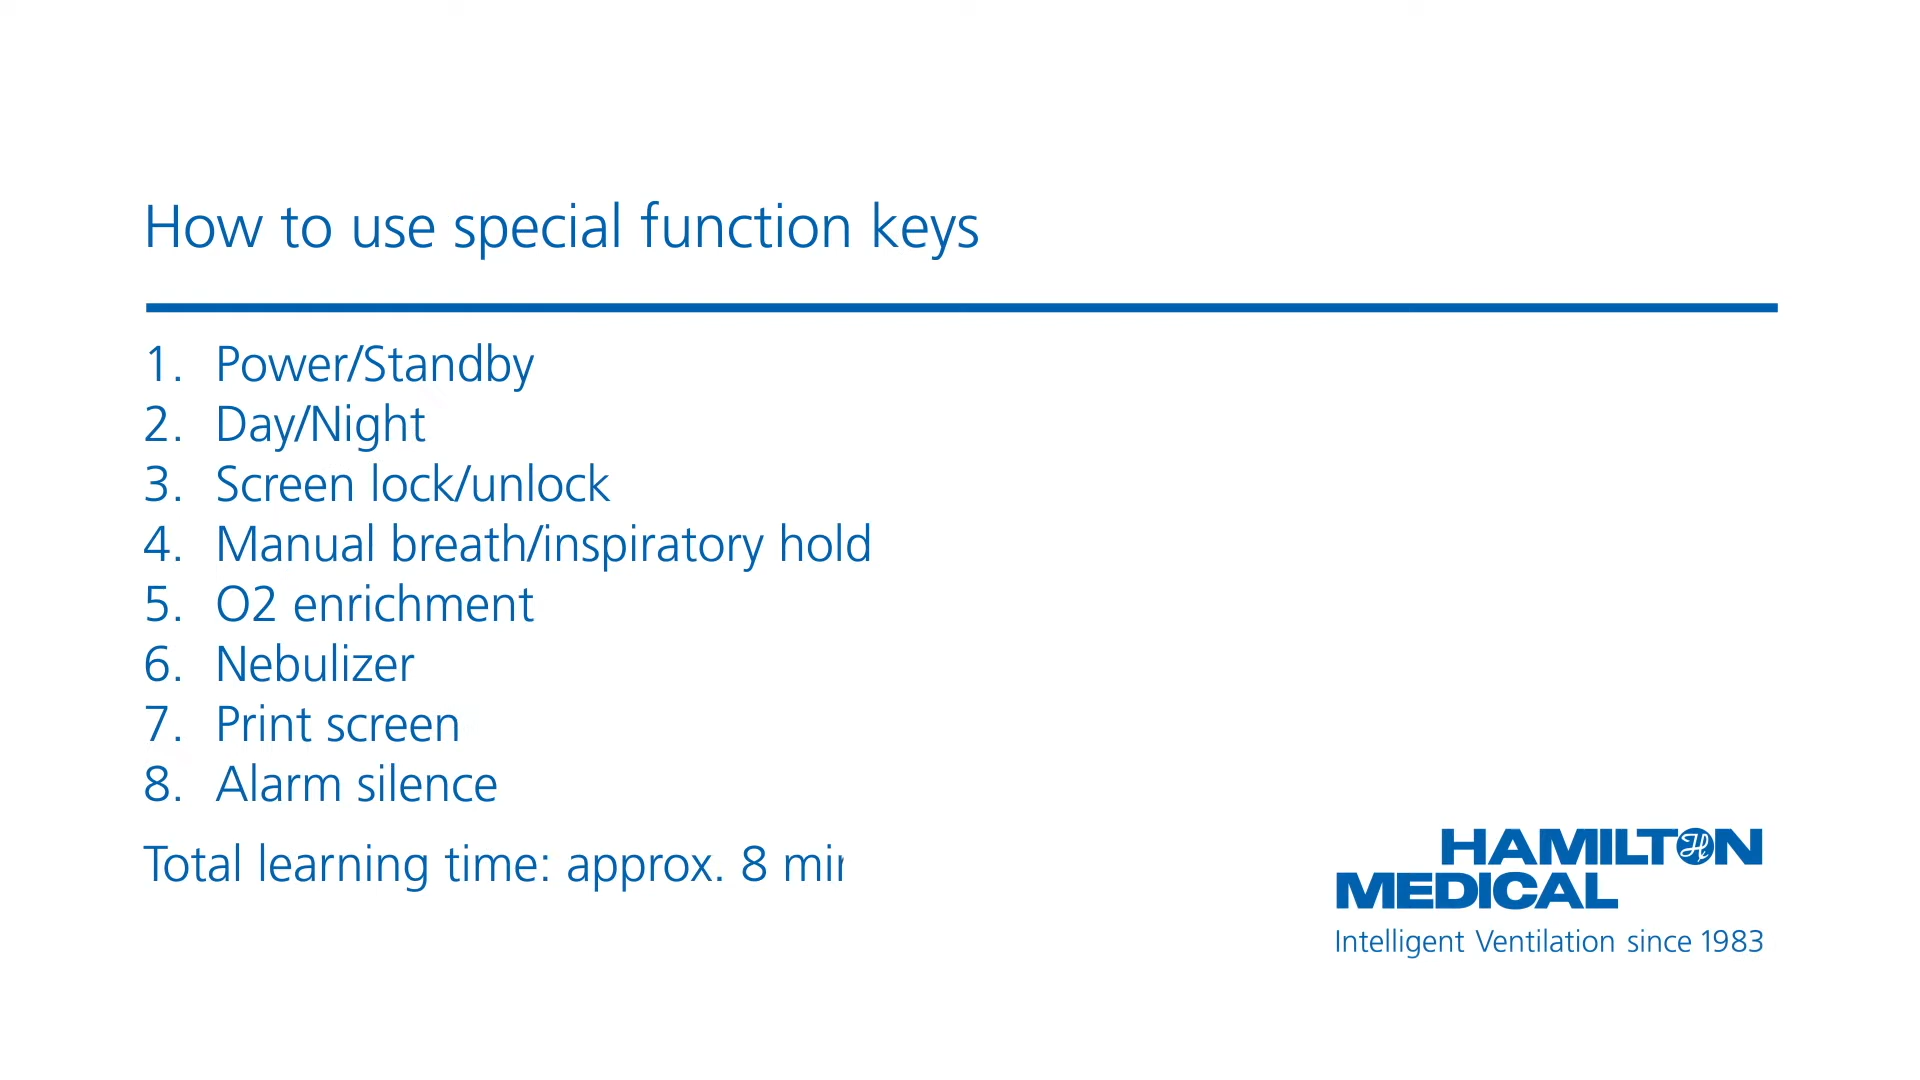 How to use special function keys
1. Power/Standby
2. Day/Night
3. Screen lock/unlock
4. Manual breath/inspiratory hold
5. O2 enrichment
6. Nebulizer
7. Print screen
8. Alarm silence
Total learning time: approx. 8 min
HAMILTON
MEDICAL
Intelligent Ventilation since 1983